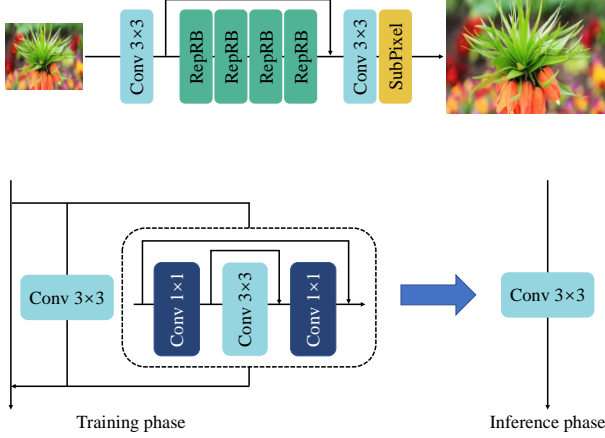 Conv 3×3
RepRB
RepRB
RepRB
RepRB
Conv 3×3
SubPixel
Conv 3×3
Conv 1×1
Conv 3×3
Conv 1×1
Conv 3×3
Training phase
Inference phase